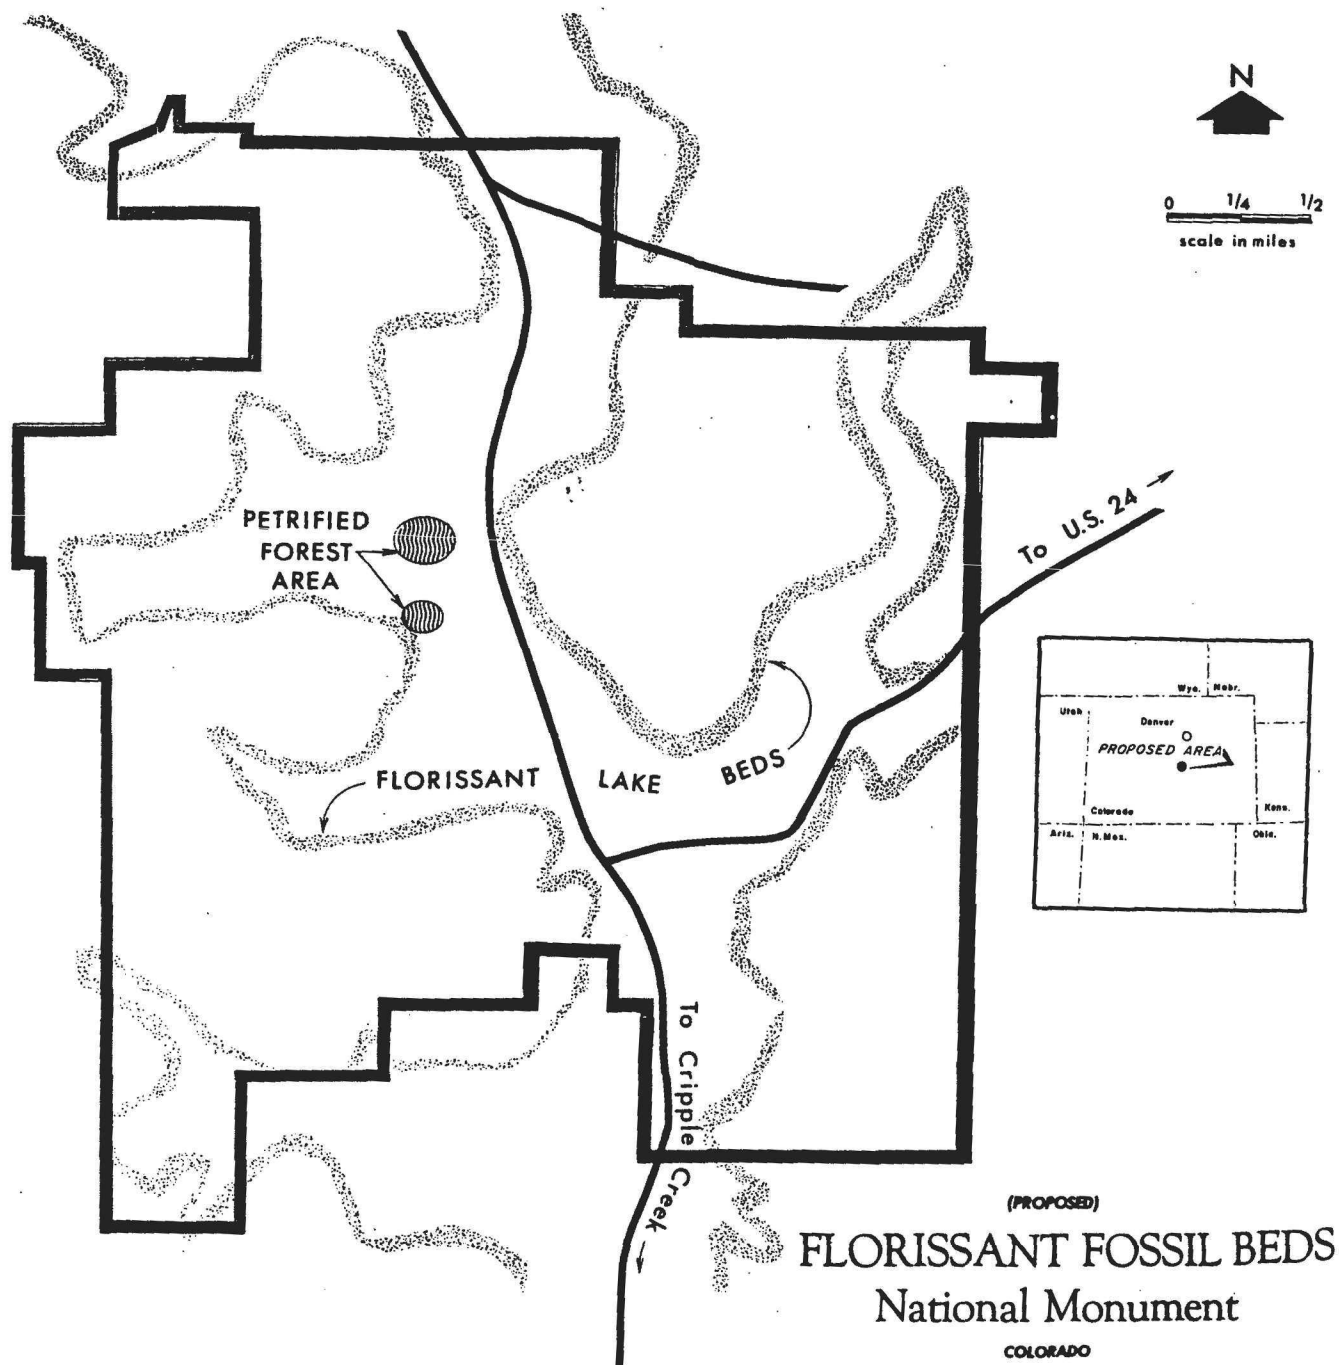 N
0 1/4 1/2
scale in miles
To U.S. 24
PETRIFIED
FOREST
AREA
Wyo. Nebr.
Utah
Denver
PROPOSED AREA
Colorado
Kans.
Ariz. N.Mex. Okla.
FLORISSANT LAKE BEDS
To Cripple Creek
(PROPOSED)
FLORISSANT FOSSIL BEDS
National Monument
COLORADO